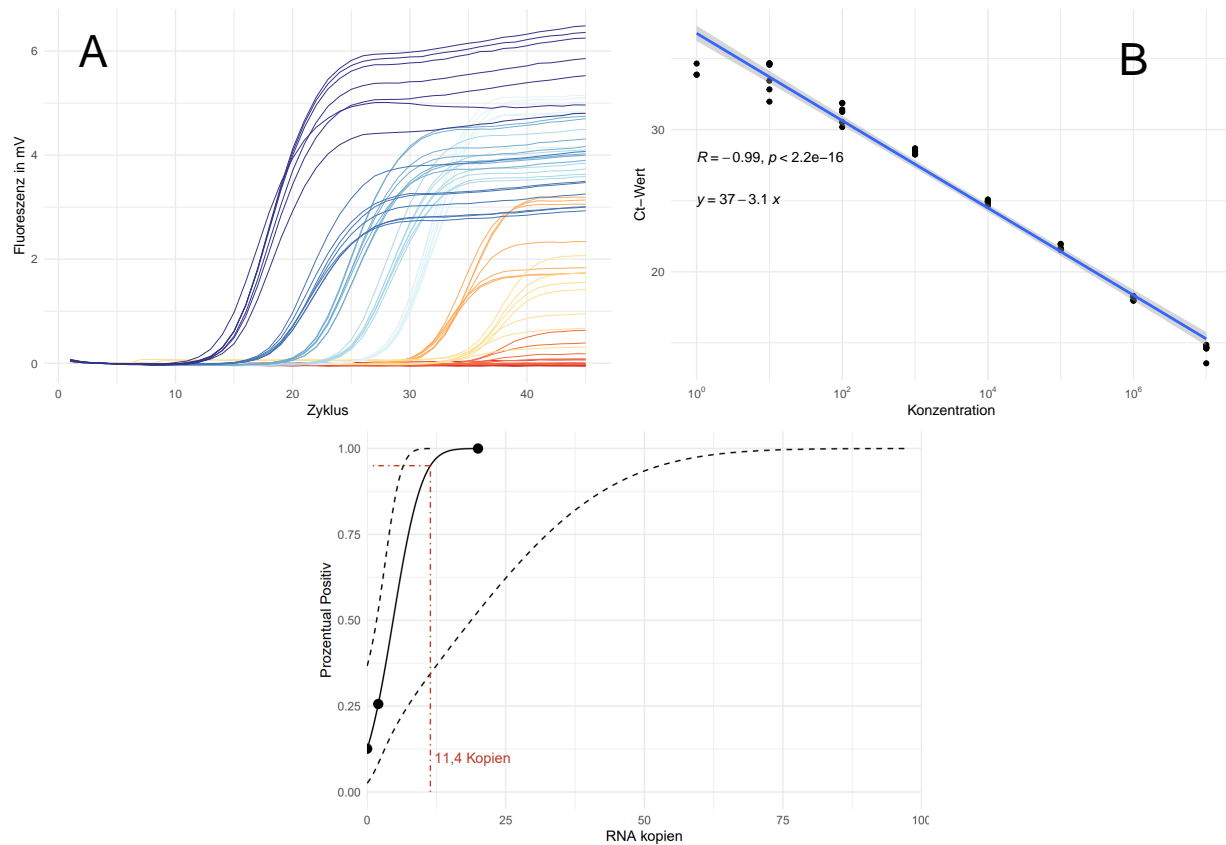 A
6
4
2
0
Fluoreszenz in mV
0
10
20
30
40
Zyklus
B
30
20
Ct−Wert
R = −0.99, p < 2.2e−16
y = 37 − 3.1 x
10^0
10^2
10^4
10^6
Konzentration
1.00
0.75
0.50
0.25
0.00
Prozentual Positiv
11,4 Kopien
0
25
50
75
100
RNA kopien